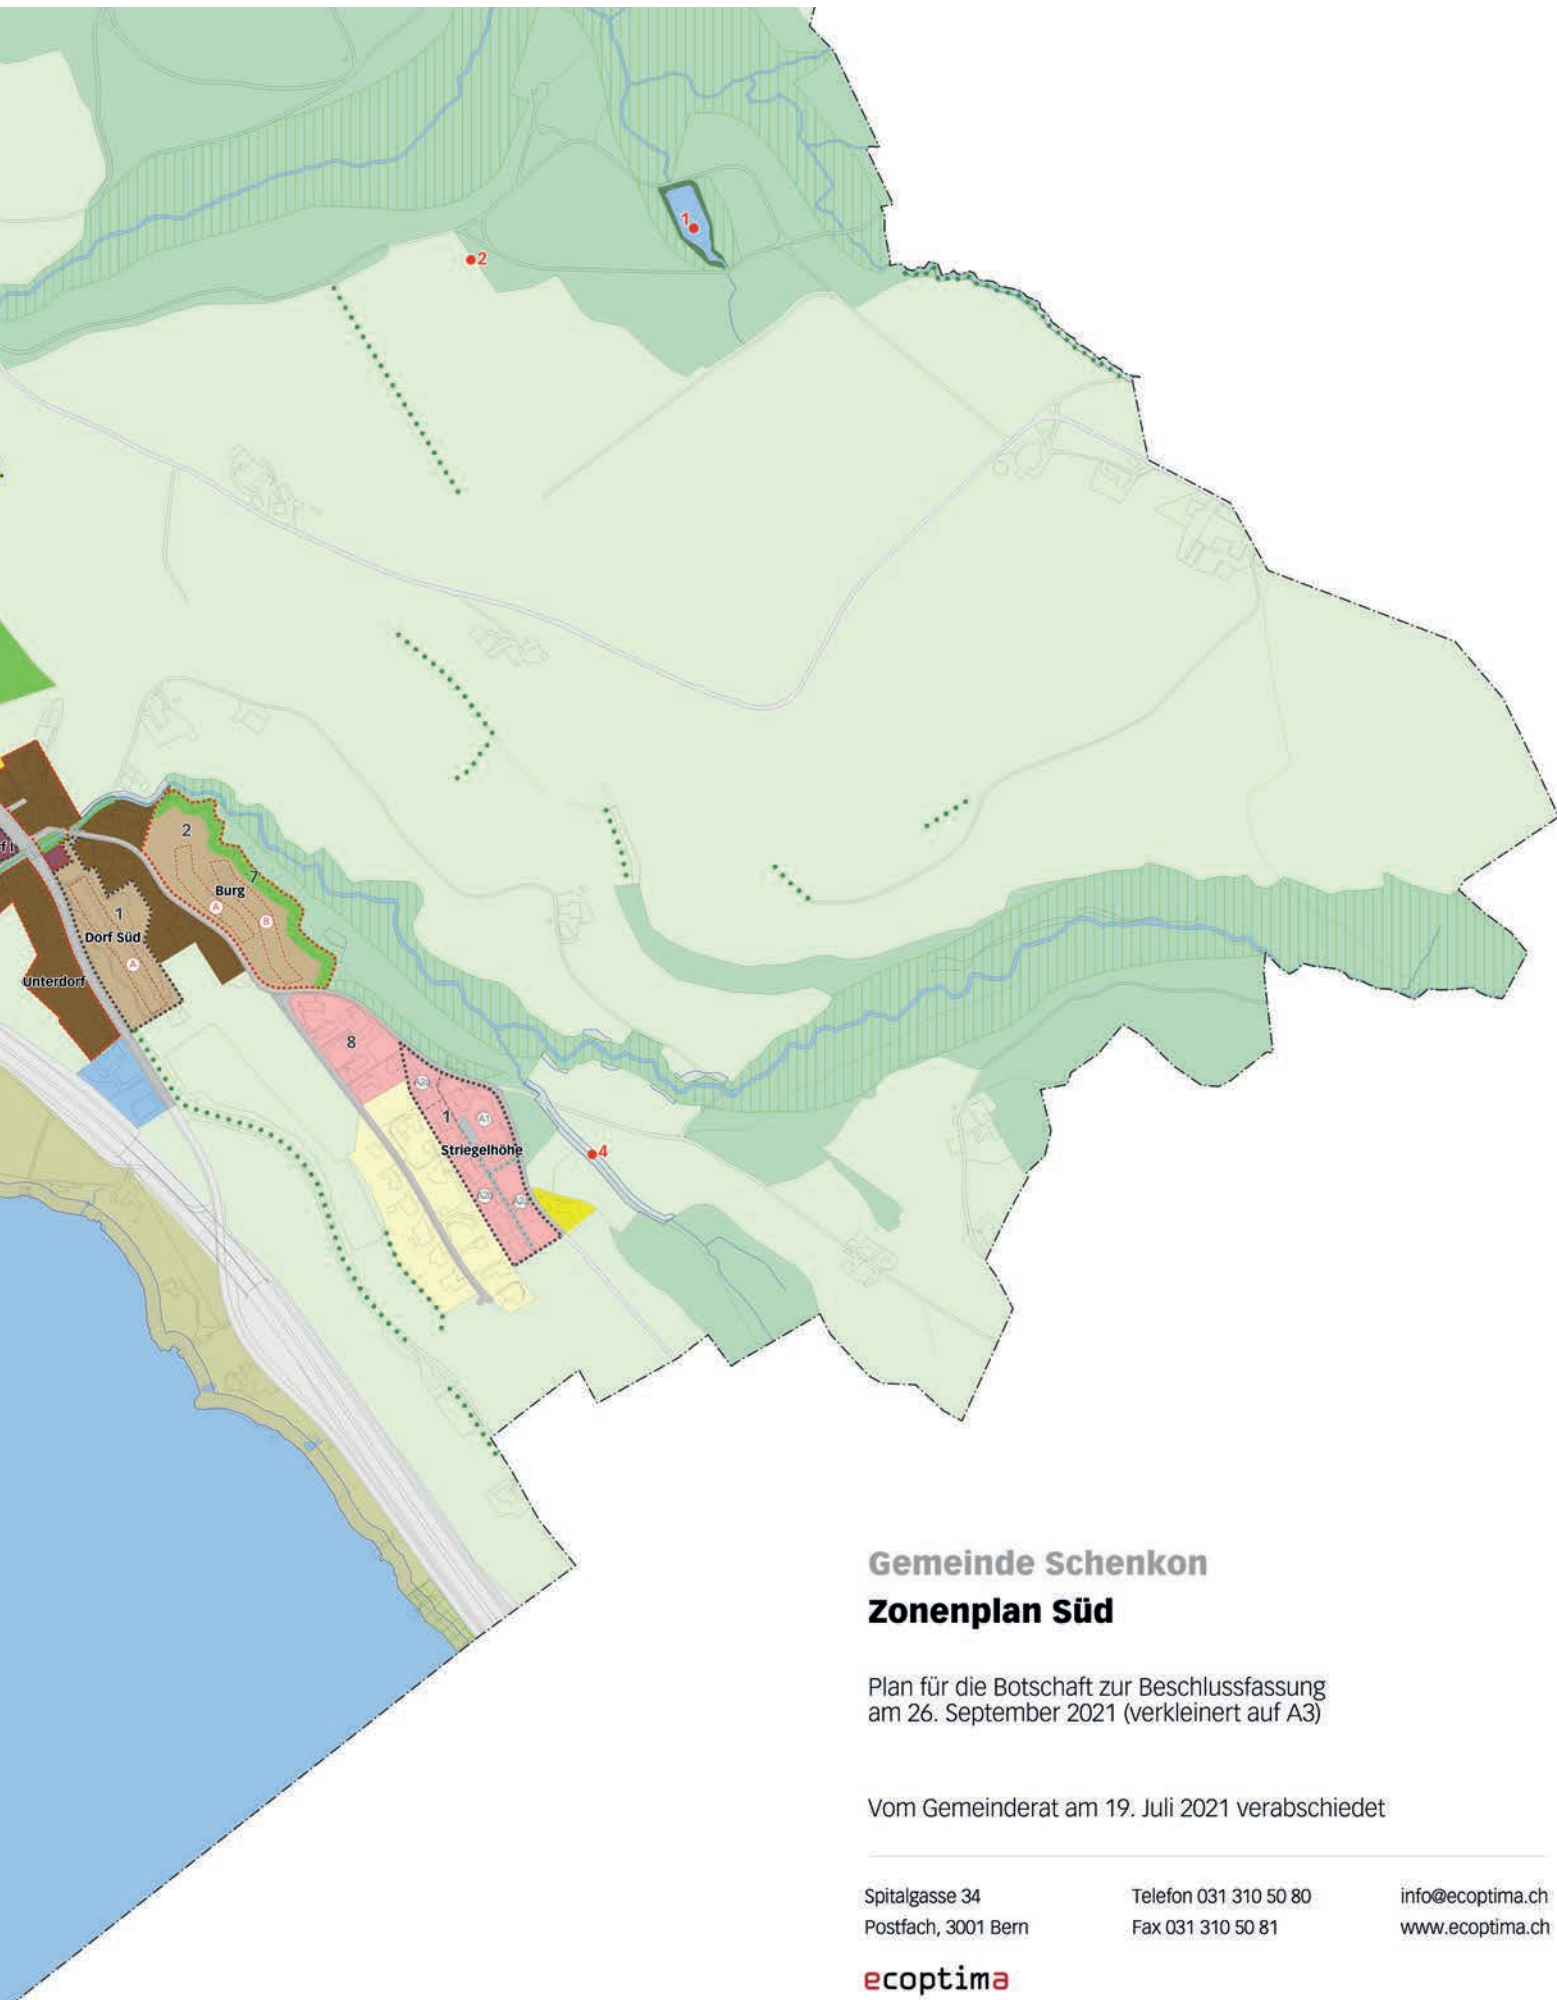 1
2
2
7
Burg
A
B
1
Dorf Süd
A
Unterdorf
8
A1
1
Striegelhöhe
4
Gemeinde Schenkon
Zonenplan Süd
Plan für die Botschaft zur Beschlussfassung
am 26. September 2021 (verkleinert auf A3)
Vom Gemeinderat am 19. Juli 2021 verabschiedet
Spitalgasse 34
Postfach, 3001 Bern
Telefon 031 310 50 80
Fax 031 310 50 81
info@ecoptima.ch
www.ecoptima.ch
ecoptima